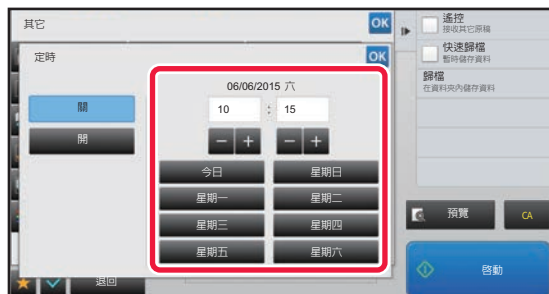 其它
OK
定時
OK
關
開
06/06/2015 六
10 : 15
− + − +
今日 星期日
星期一 星期二
星期三 星期四
星期五 星期六
退回
遙控
接收其它原稿
快速歸檔
暫時儲存資料
歸檔
在資料夾內儲存資料
預覽
CA
啓動